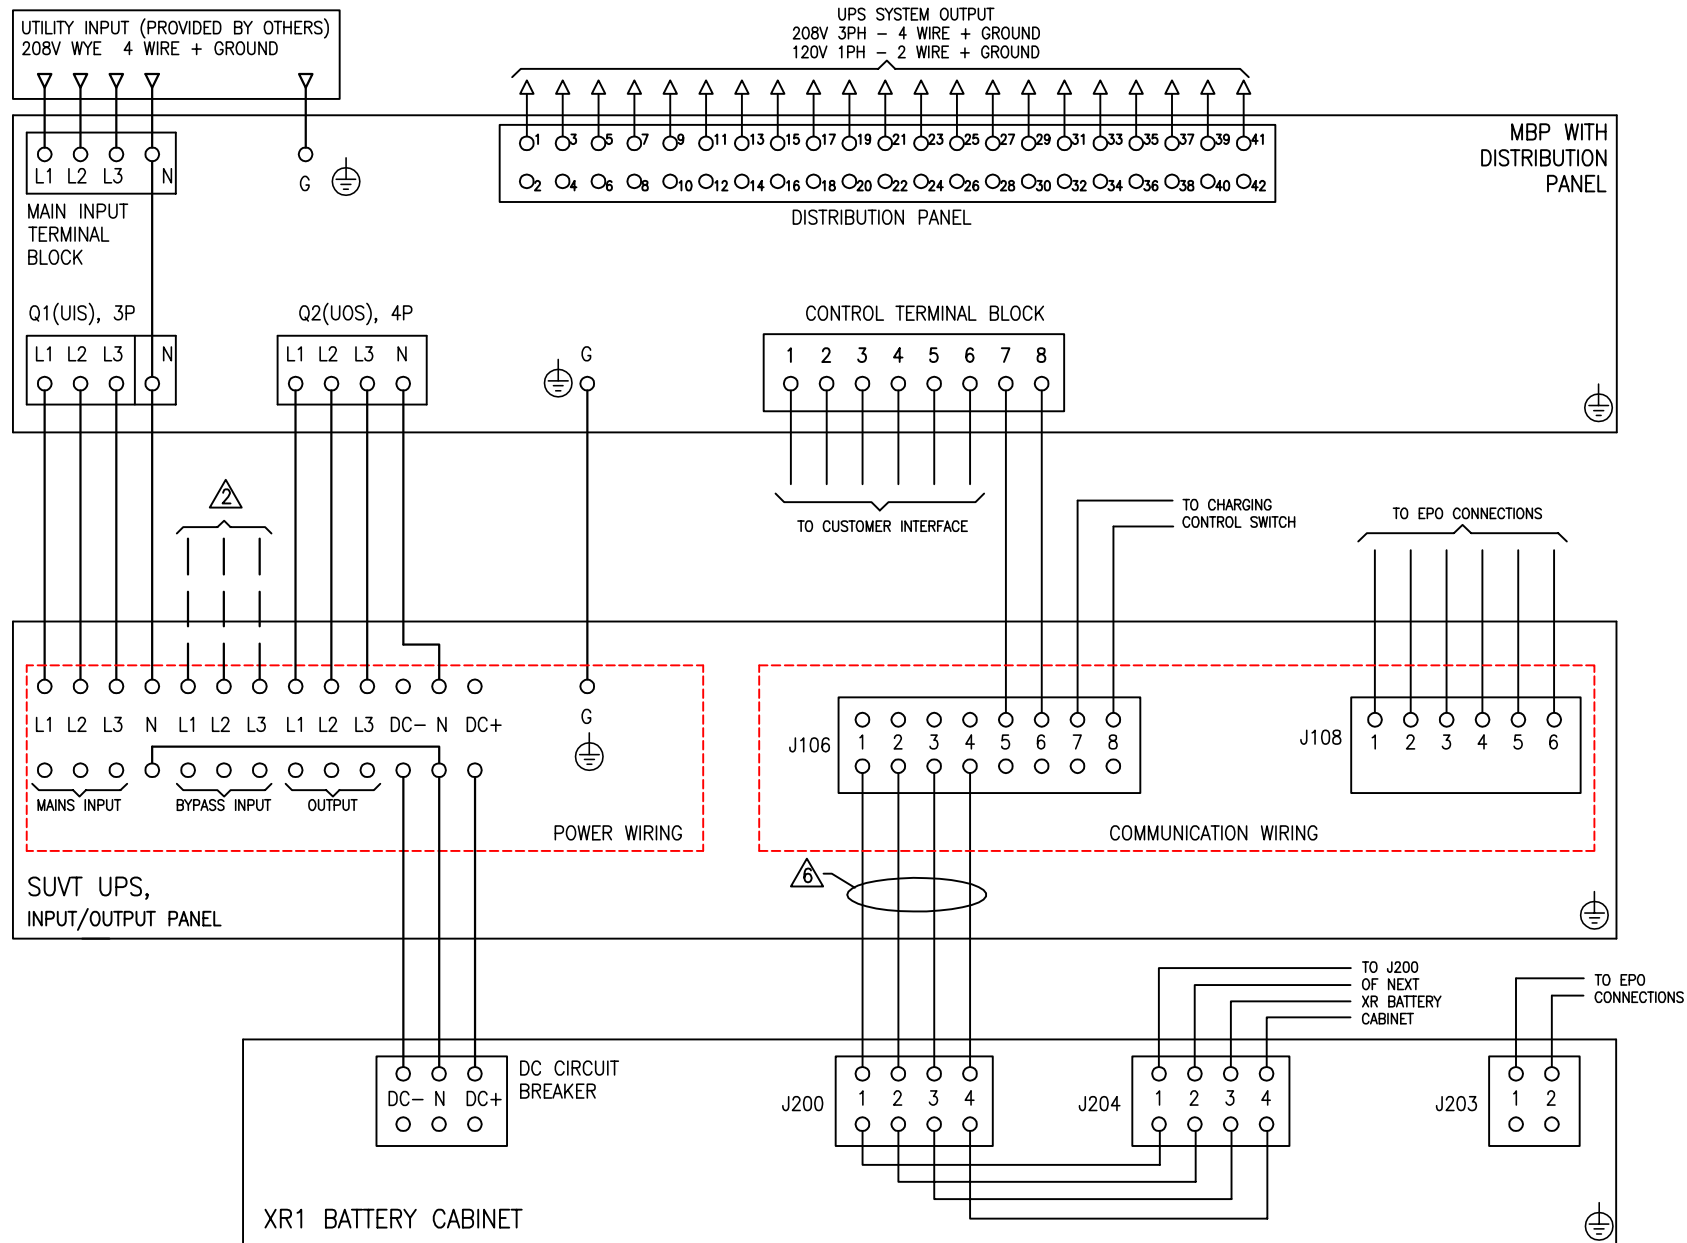 UTILITY INPUT (PROVIDED BY OTHERS)
208V WYE 4 WIRE + GROUND
UPS SYSTEM OUTPUT
208V 3PH - 4 WIRE + GROUND
120V 1PH - 2 WIRE + GROUND
L1 L2 L3 N
MAIN INPUT
TERMINAL
BLOCK
G
1 3 5 7 9 11 13 15 17 19 21 23 25 27 29 31 33 35 37 39 41
2 4 6 8 10 12 14 16 18 20 22 24 26 28 30 32 34 36 38 40 42
DISTRIBUTION PANEL
MBP WITH
DISTRIBUTION
PANEL
Q1(UIS), 3P
L1 L2 L3 N
Q2(UOS), 4P
L1 L2 L3 N
G
CONTROL TERMINAL BLOCK
1 2 3 4 5 6 7 8
2
TO CUSTOMER INTERFACE
TO CHARGING
CONTROL SWITCH
TO EPO CONNECTIONS
L1 L2 L3 N L1 L2 L3 L1 L2 L3 DC- N DC+
G
MAINS INPUT
BYPASS INPUT
OUTPUT
POWER WIRING
J106
1 2 3 4 5 6 7 8
J108
1 2 3 4 5 6
COMMUNICATION WIRING
6
SUVT UPS,
INPUT/OUTPUT PANEL
TO J200
OF NEXT
XR BATTERY
CABINET
TO EPO
CONNECTIONS
DC- N DC+
DC CIRCUIT
BREAKER
J200
1 2 3 4
J204
1 2 3 4
J203
1 2
XR1 BATTERY CABINET